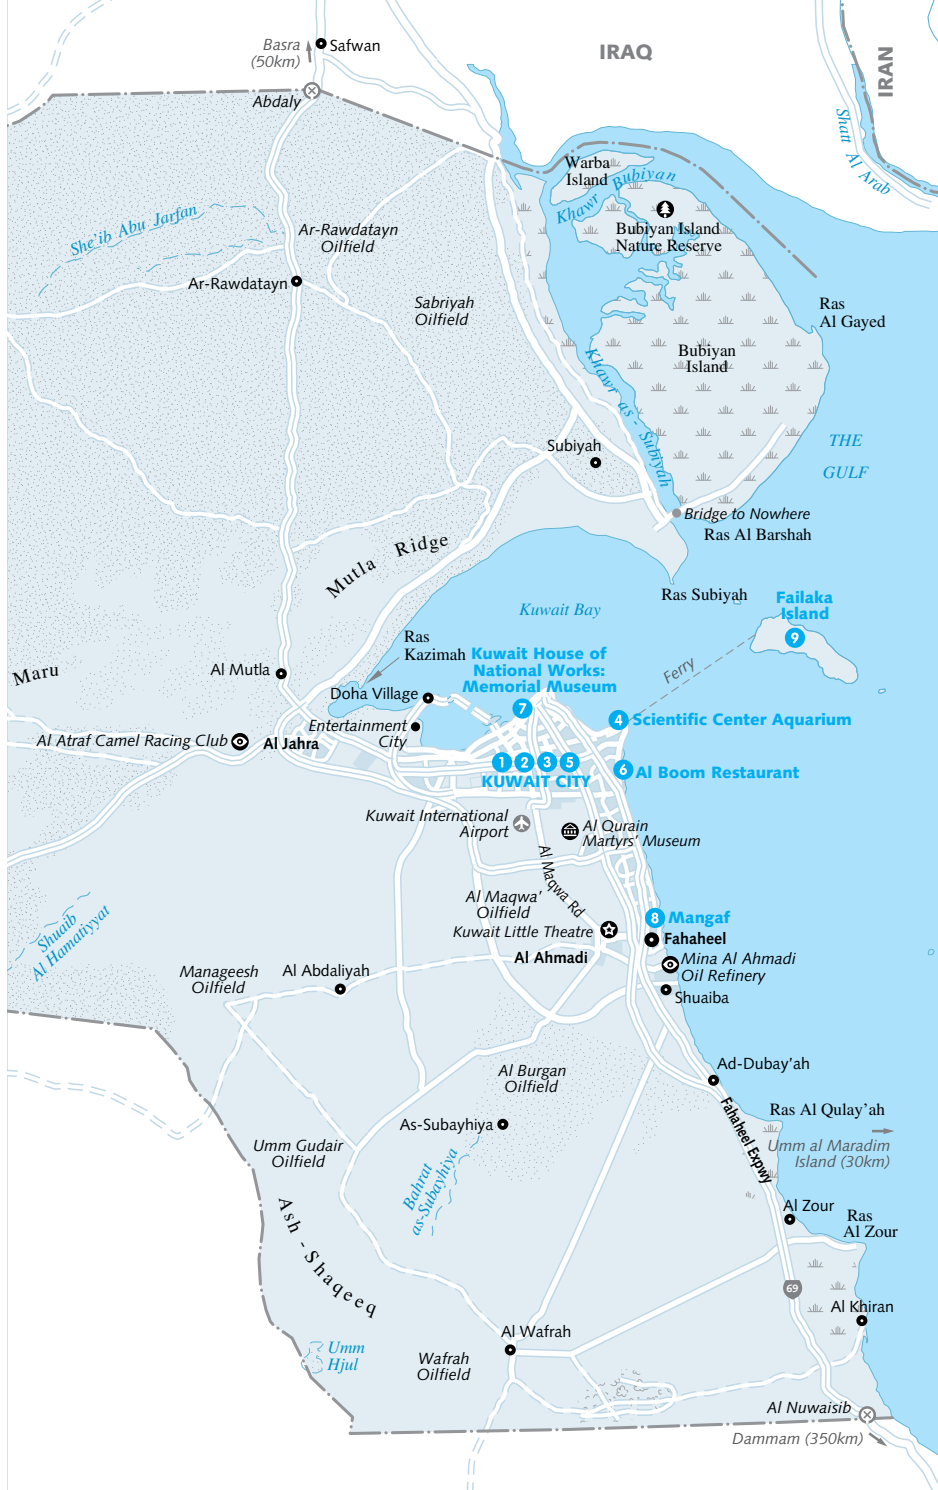 IRAQ
IRAN
Basra
(50km)
Safwan
Abdaly
Shatt Al Arab
Warba
Island
Khawr Bubiyan
Bubiyan Island
Nature Reserve
She'ib Abu Jarfan
Ar-Rawdatayn
Oilfield
Ar-Rawdatayn
Sabriyah
Oilfield
Ras
Al Gayed
Bubiyan
Island
Khawr as - Subiyah
THE
GULF
Subiyah
Bridge to Nowhere
Ras Al Barshah
Mutla Ridge
Ras Subiyah
Kuwait Bay
Failaka
Island
9
Ferry
Ras
Kazimah
Maru
Al Mutla
Kuwait House of
National Works:
Memorial Museum
7
Doha Village
Entertainment
City
4 Scientific Center Aquarium
Al Atraf Camel Racing Club
Al Jahra
1 2 3 5
KUWAIT CITY
6 Al Boom Restaurant
Kuwait International
Airport
Al Qurain
Martyrs' Museum
Al Maqwa Rd
Al Maqwa'
Oilfield
Shuaib
Al Hamatiyyat
8 Mangaf
Kuwait Little Theatre
Fahaheel
Al Ahmadi
Mina Al Ahmadi
Oil Refinery
Manageesh
Oilfield
Al Abdaliyah
Shuaiba
Al Burgan
Oilfield
Ad-Dubay'ah
Fahaheel Expwy
Ras Al Qulay'ah
As-Subayhiya
Umm al Maradim
Island (30km)
Umm Gudair
Oilfield
Bahrat
as-Subayhiya
Ash - Shaqeeq
Al Zour
Ras
Al Zour
69
Al Khiran
Al Wafrah
Umm
Hjul
Wafrah
Oilfield
Al Nuwaisib
Dammam (350km)